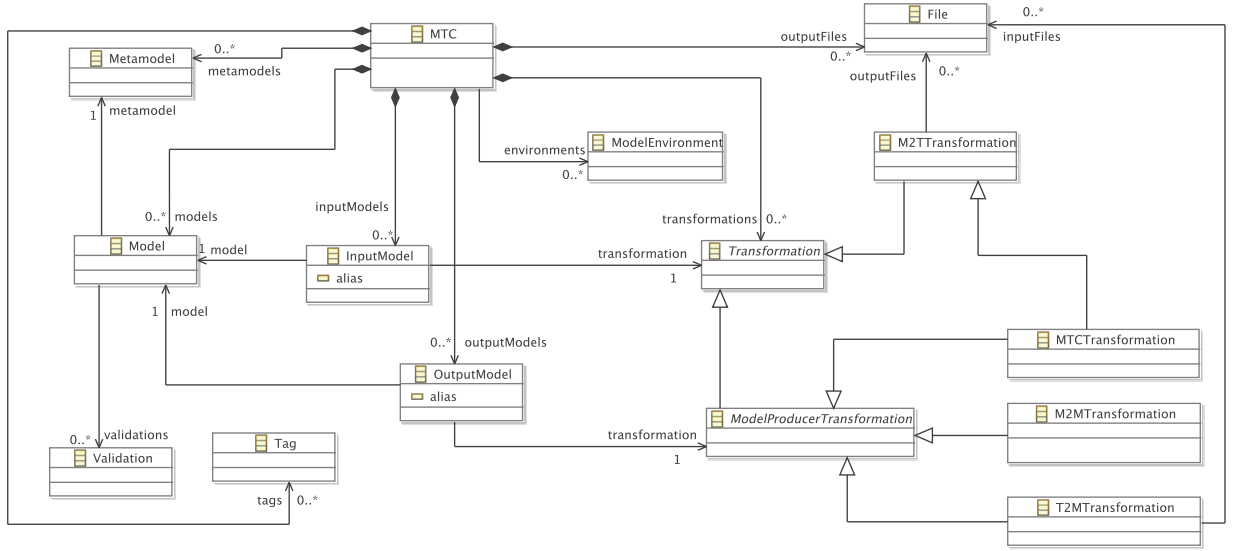 File
0..*
MTC
outputFiles
inputFiles
0..*
Metamodel
0..*
metamodels
outputFiles
0..*
1
metamodel
M2TTransformation
ModelEnvironment
environments
0..*
inputModels
0..*
models
transformations
0..*
0..*
Model
1
model
InputModel
transformation
Transformation
alias
1
1
model
0..*
outputModels
MTCTransformation
OutputModel
alias
ModelProducerTransformation
M2MTransformation
0..*
validations
Tag
transformation
Validation
1
tags
0..*
T2MTransformation